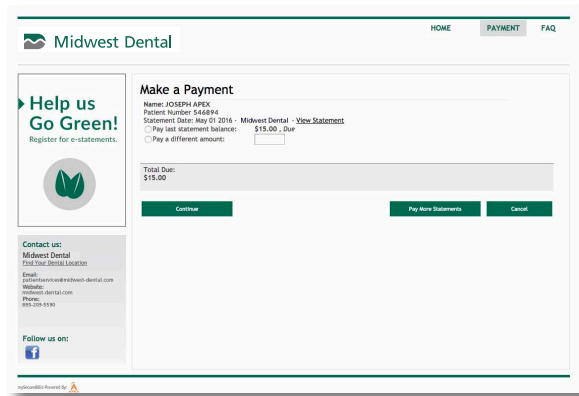 Midwest Dental
HOME PAYMENT FAQ
Help us
Go Green!
Register for e-statements.
Make a Payment
Name: JOSEPH APEX
Patient Number 546894
Statement Date: May 01 2016 - Midwest Dental - View Statement
Pay last statement balance: $15.00 , Due
Pay a different amount:
Total Due:
$15.00
Continue Pay More Statements Cancel
Contact us:
Midwest Dental
Find Your Dental Location
Email:
patientservices@midwest-dental.com
Website:
midwest-dental.com
Phone:
Follow us on:
f
Powered By: